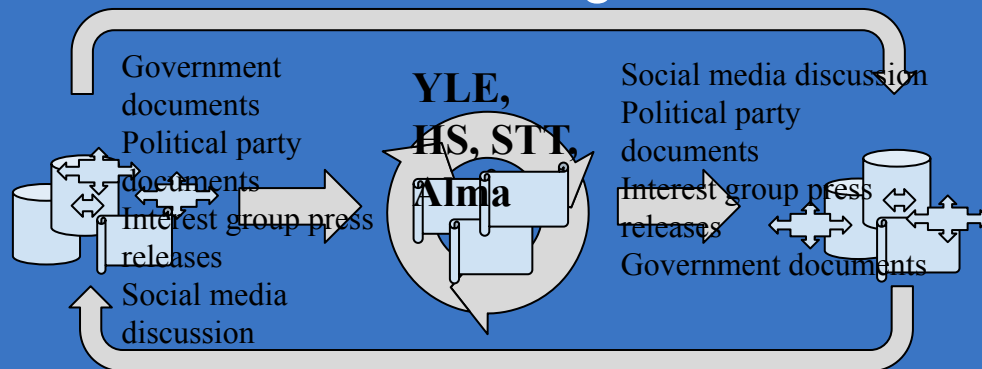 Government
documents
Political party
documents
Interest group press
releases
Social media
discussion
YLE,
HS, STT,
Alma
Social media discussion
Political party
documents
Interest group press
releases
Government documents